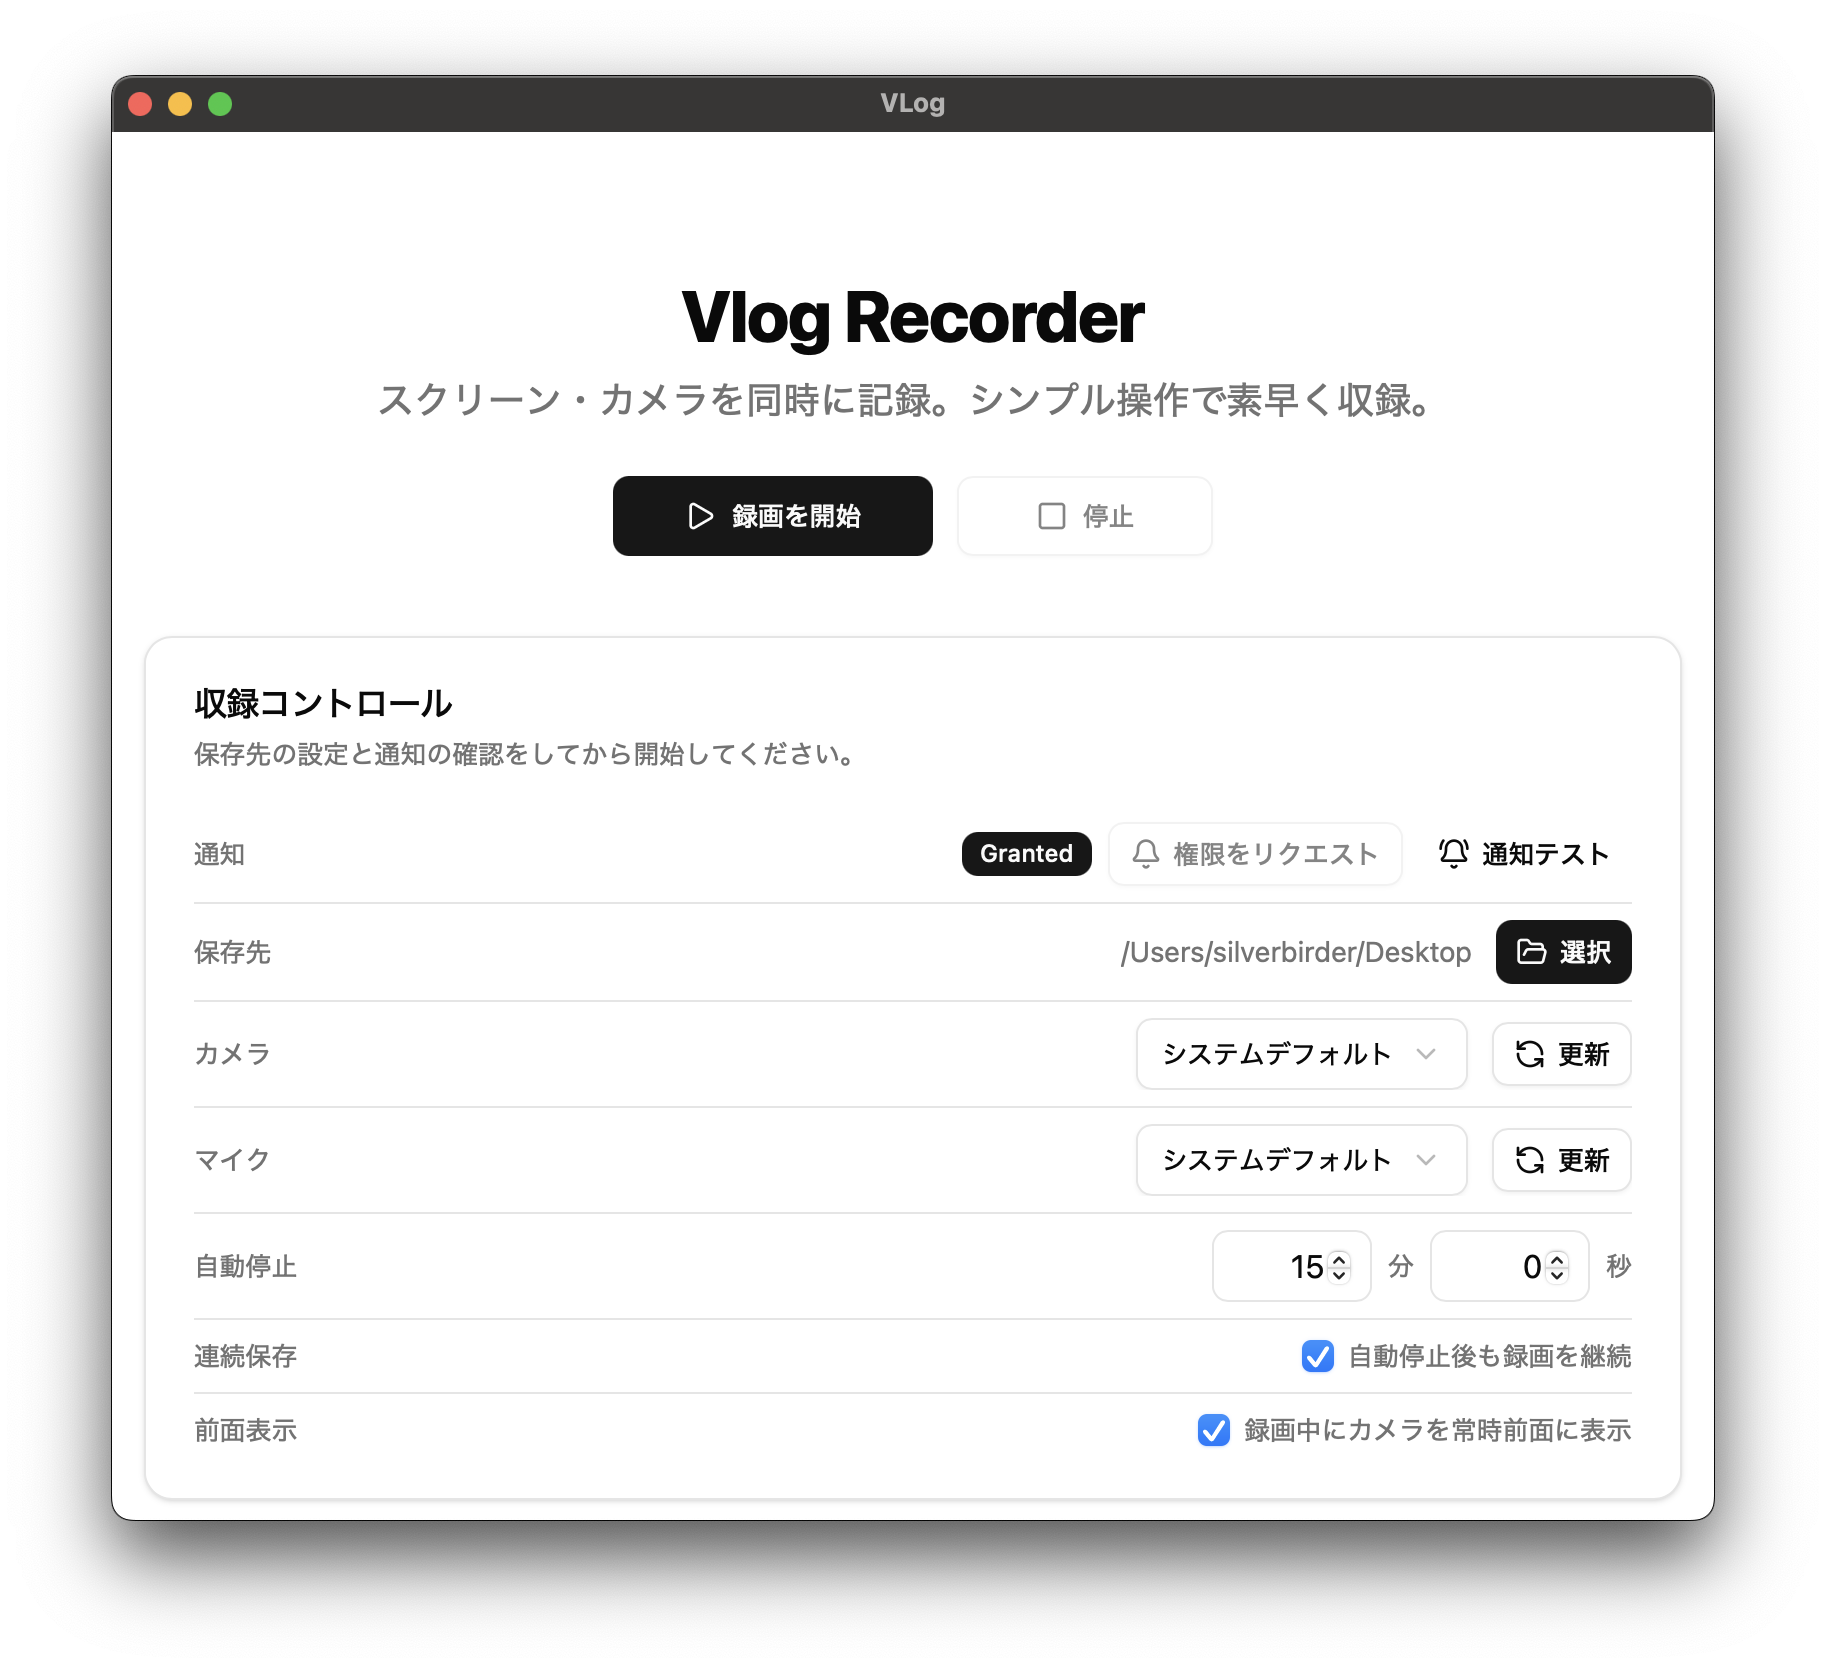 VLog
Vlog Recorder
スクリーン・カメラを同時に記録。シンプル操作で素早く収録。
録画を開始 停止
収録コントロール
保存先の設定と通知の確認をしてから開始してください。
通知 Granted 権限をリクエスト 通知テスト
保存先 /Users/silverbirder/Desktop 選択
カメラ システムデフォルト 更新
マイク システムデフォルト 更新
自動停止 15 分 0 秒
連続保存 自動停止後も録画を継続
前面表示 録画中にカメラを常時前面に表示